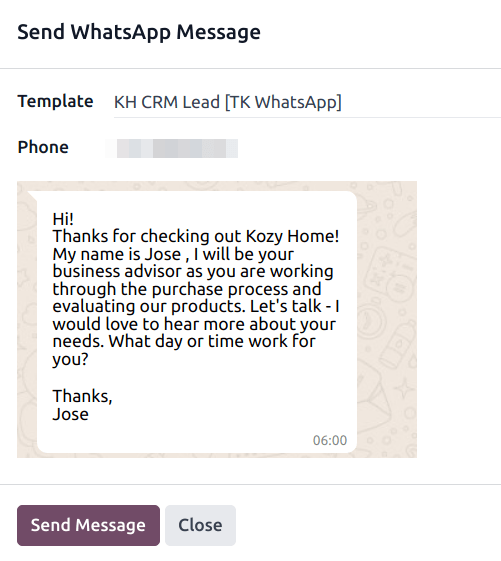 Send WhatsApp Message
Template KH CRM Lead [TK WhatsApp]
Phone
Hi!
Thanks for checking out Kozy Home!
My name is Jose , I will be your
business advisor as you are working
through the purchase process and
evaluating our products. Let's talk - I
would love to hear more about your
needs. What day or time work for
you?
Thanks,
Jose
06:00
Send Message Close